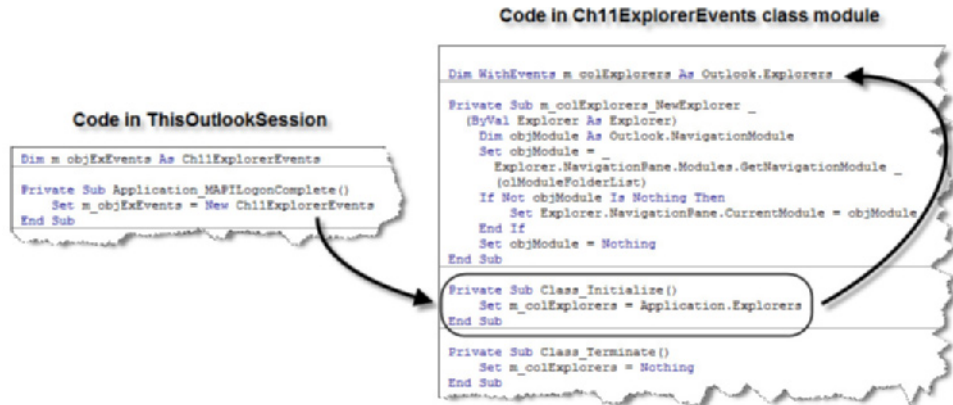 Code in Ch11ExplorerEvents class module
Dim WithEvents m_colExplorers As Outlook.Explorers
Private Sub m_colExplorers_NewExplorer _
(ByVal Explorer As Explorer)
Dim objModule As Outlook.NavigationModule
Set objModule = _
Explorer.NavigationPane.Modules.GetNavigationModule _
(olModuleFolderList)
If Not objModule Is Nothing Then
Set Explorer.NavigationPane.CurrentModule = objModule
End If
Set objModule = Nothing
End Sub
Private Sub Class_Initialize()
Set m_colExplorers = Application.Explorers
End Sub
Private Sub Class_Terminate()
Set m_colExplorers = Nothing
End Sub
Code in ThisOutlookSession
Dim m_objExEvents As Ch11ExplorerEvents
Private Sub Application_MAPILogonComplete()
Set m_objExEvents = New Ch11ExplorerEvents
End Sub